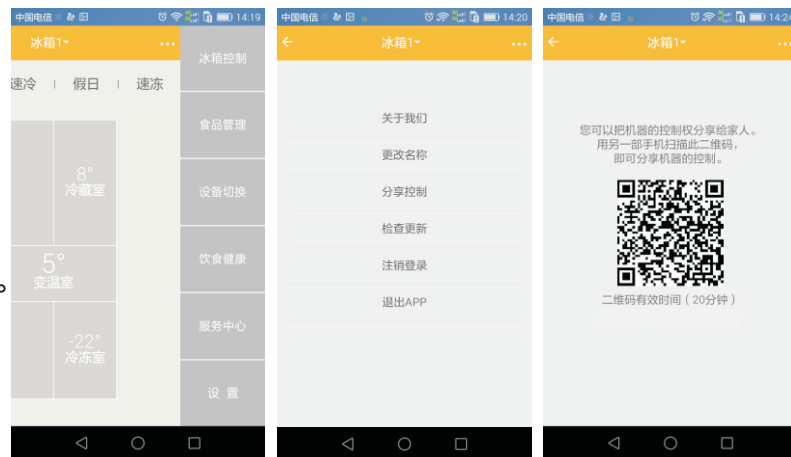 中国电信
14:19
冰箱1
速冷 | 假日 | 速冻
8°
冷藏室
5°
变温室
-22°
冷冻室
冰箱控制
食品管理
设备切换
饮食健康
服务中心
设 置
中国电信
14:20
冰箱1
关于我们
更改名称
分享控制
检查更新
注销登录
退出APP
中国电信
14:24
冰箱1
您可以把机器的控制权分享给家人。
用另一部手机扫描此二维码，
即可分享机器的控制。
二维码有效时间（20分钟）